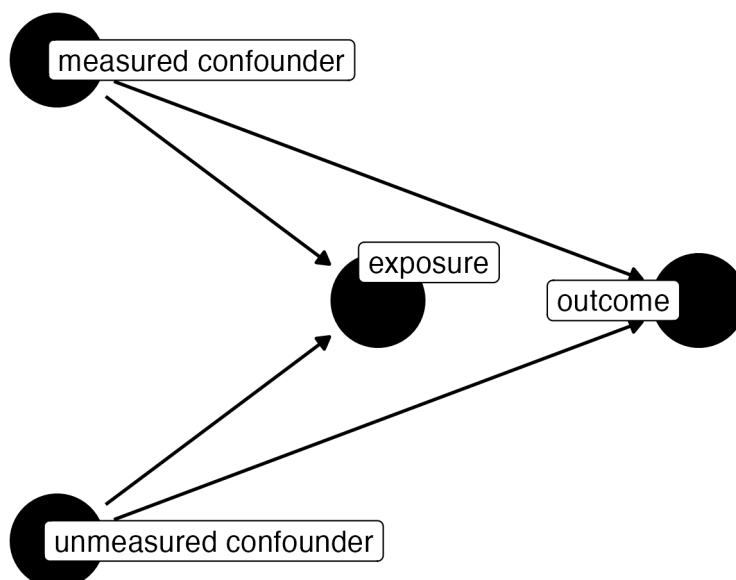 measured confounder
exposure
outcome
unmeasured confounder